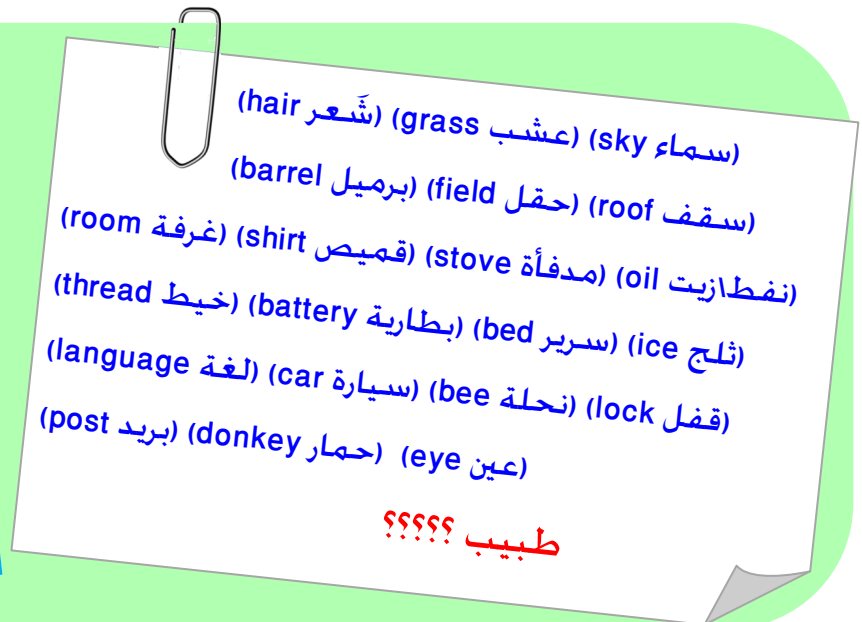 (سماء sky) (عشب grass) (شَعر hair)
(سقف roof) (حقل field) (برميل barrel)
(نفط\زيت oil) (مدفأة stove) (قميص shirt) (غرفة room)
(ثلج ice) (سرير bed) (بطارية battery) (خيط thread)
(قفل lock) (نحلة bee) (سيارة car) (لغة language)
(عين eye) (حمار donkey) (بريد post)
طبيب ؟؟؟؟؟